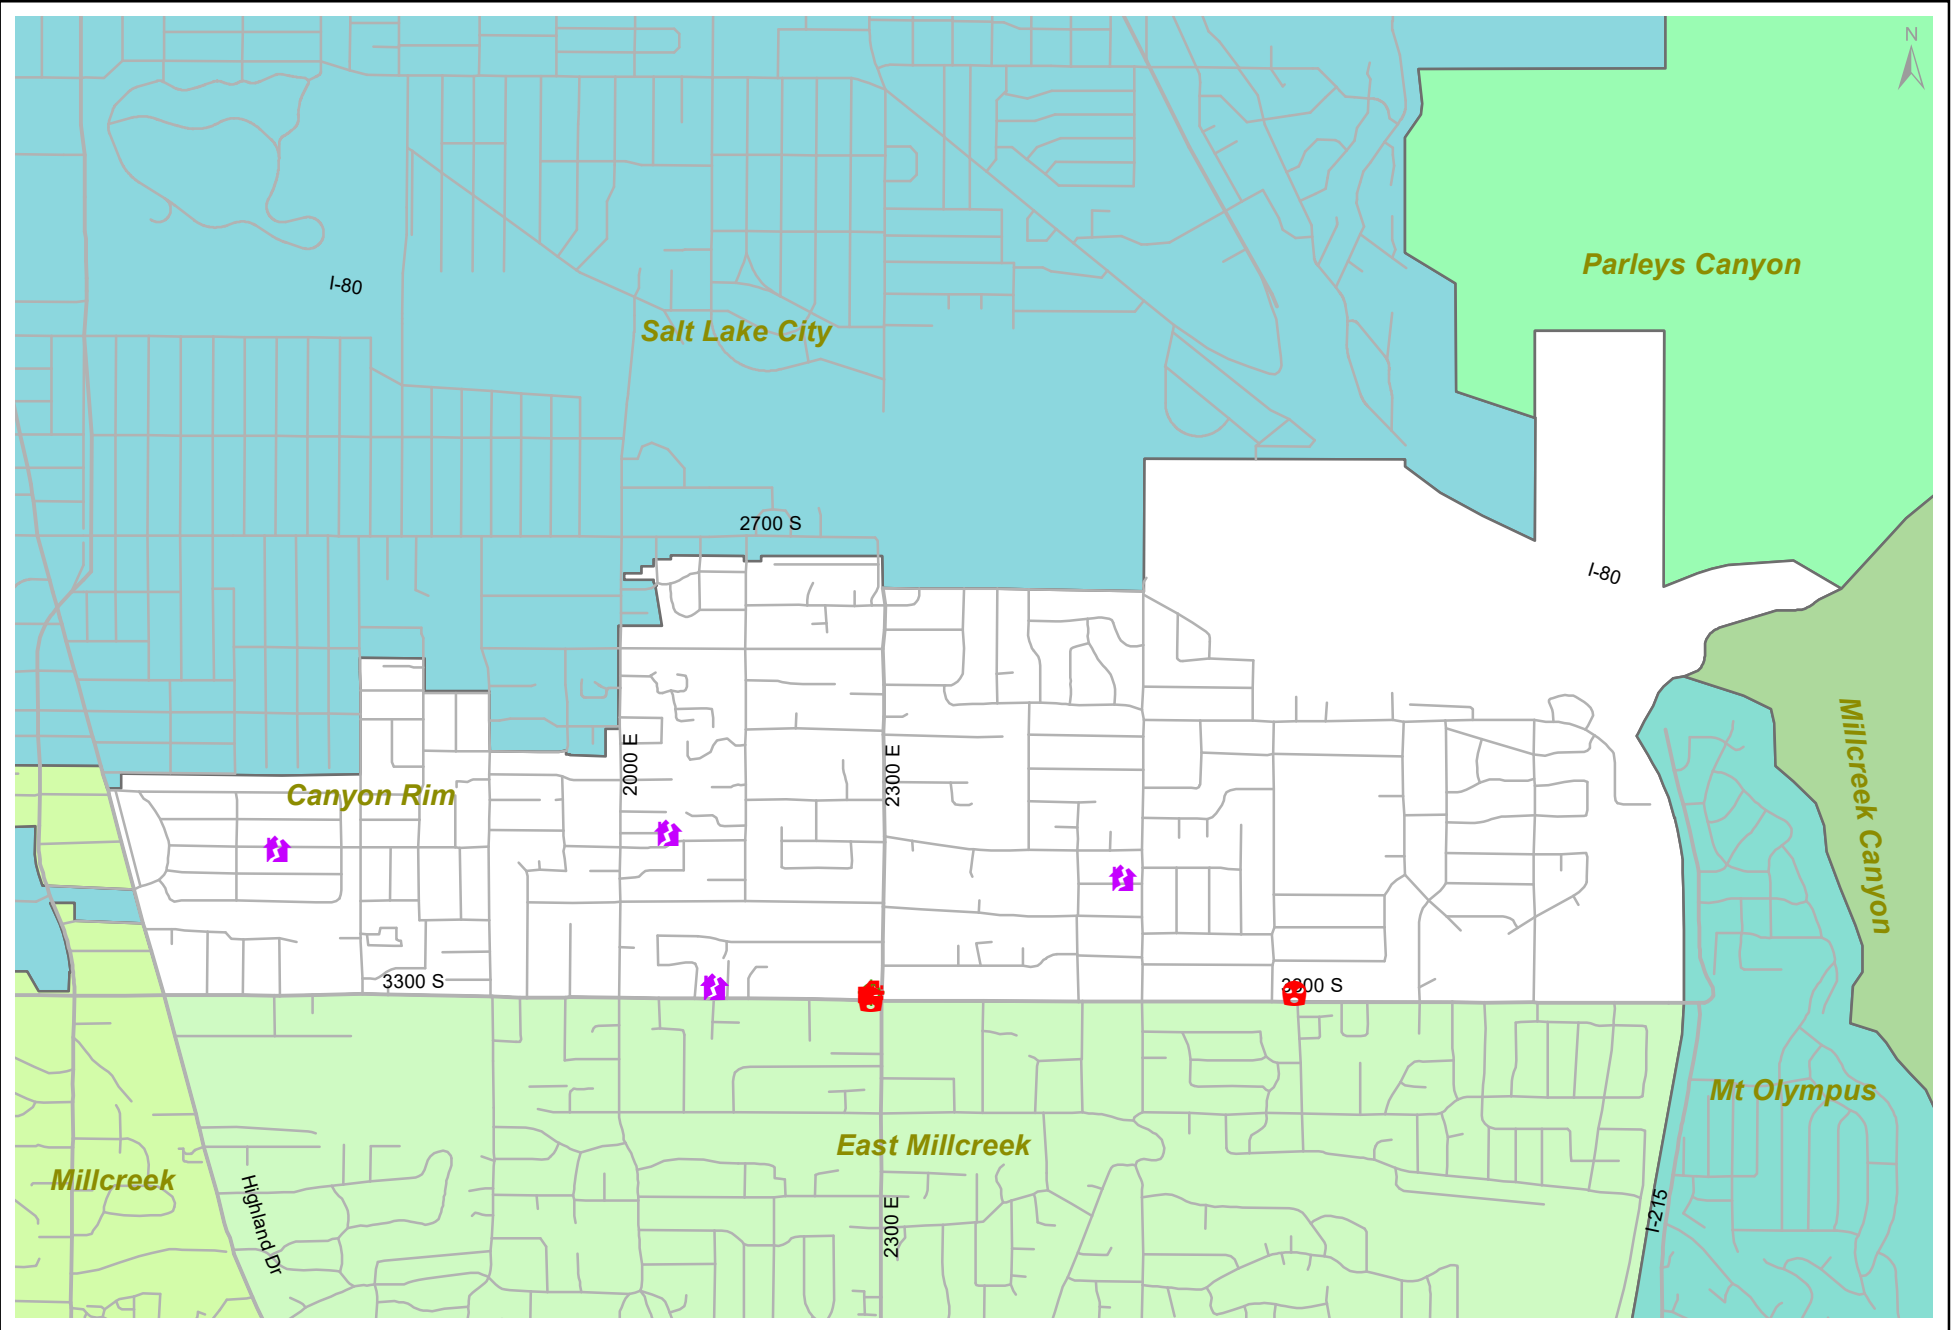 N
Parleys Canyon
I-80
Salt Lake City
2700 S
I-80
2000 E
2300 E
Canyon Rim
Millcreek Canyon
3300 S
3300 S
Mt Olympus
East Millcreek
Millcreek
Highland Dr
2300 E
I-215